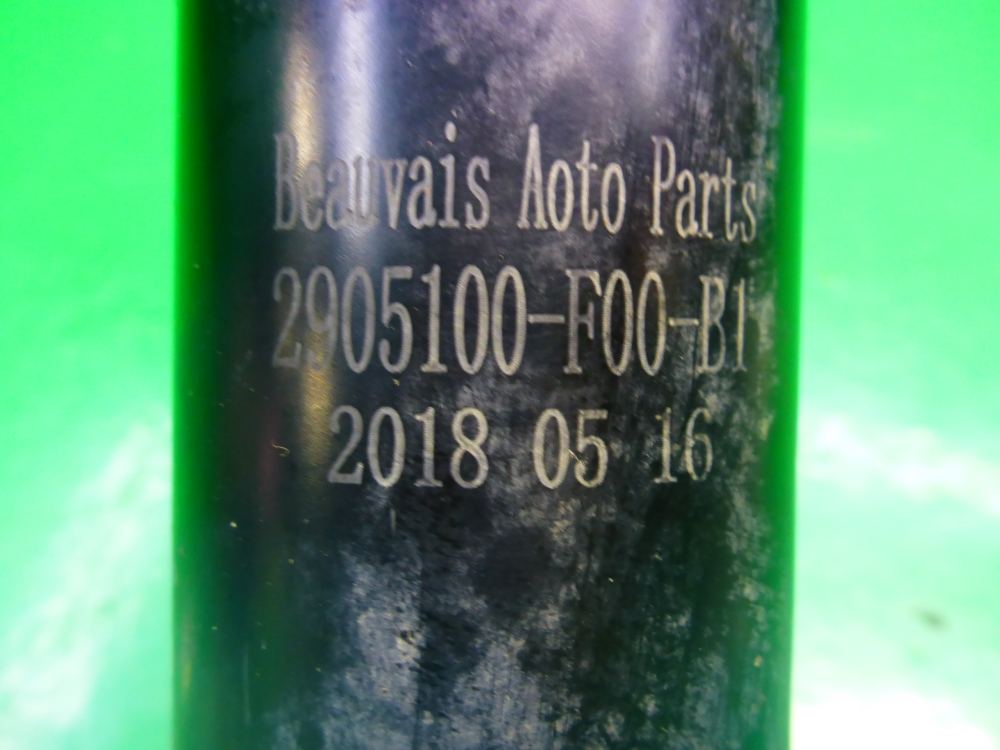 Beauvais Aoto Parts
2905100-F00-B1
2018 05 16